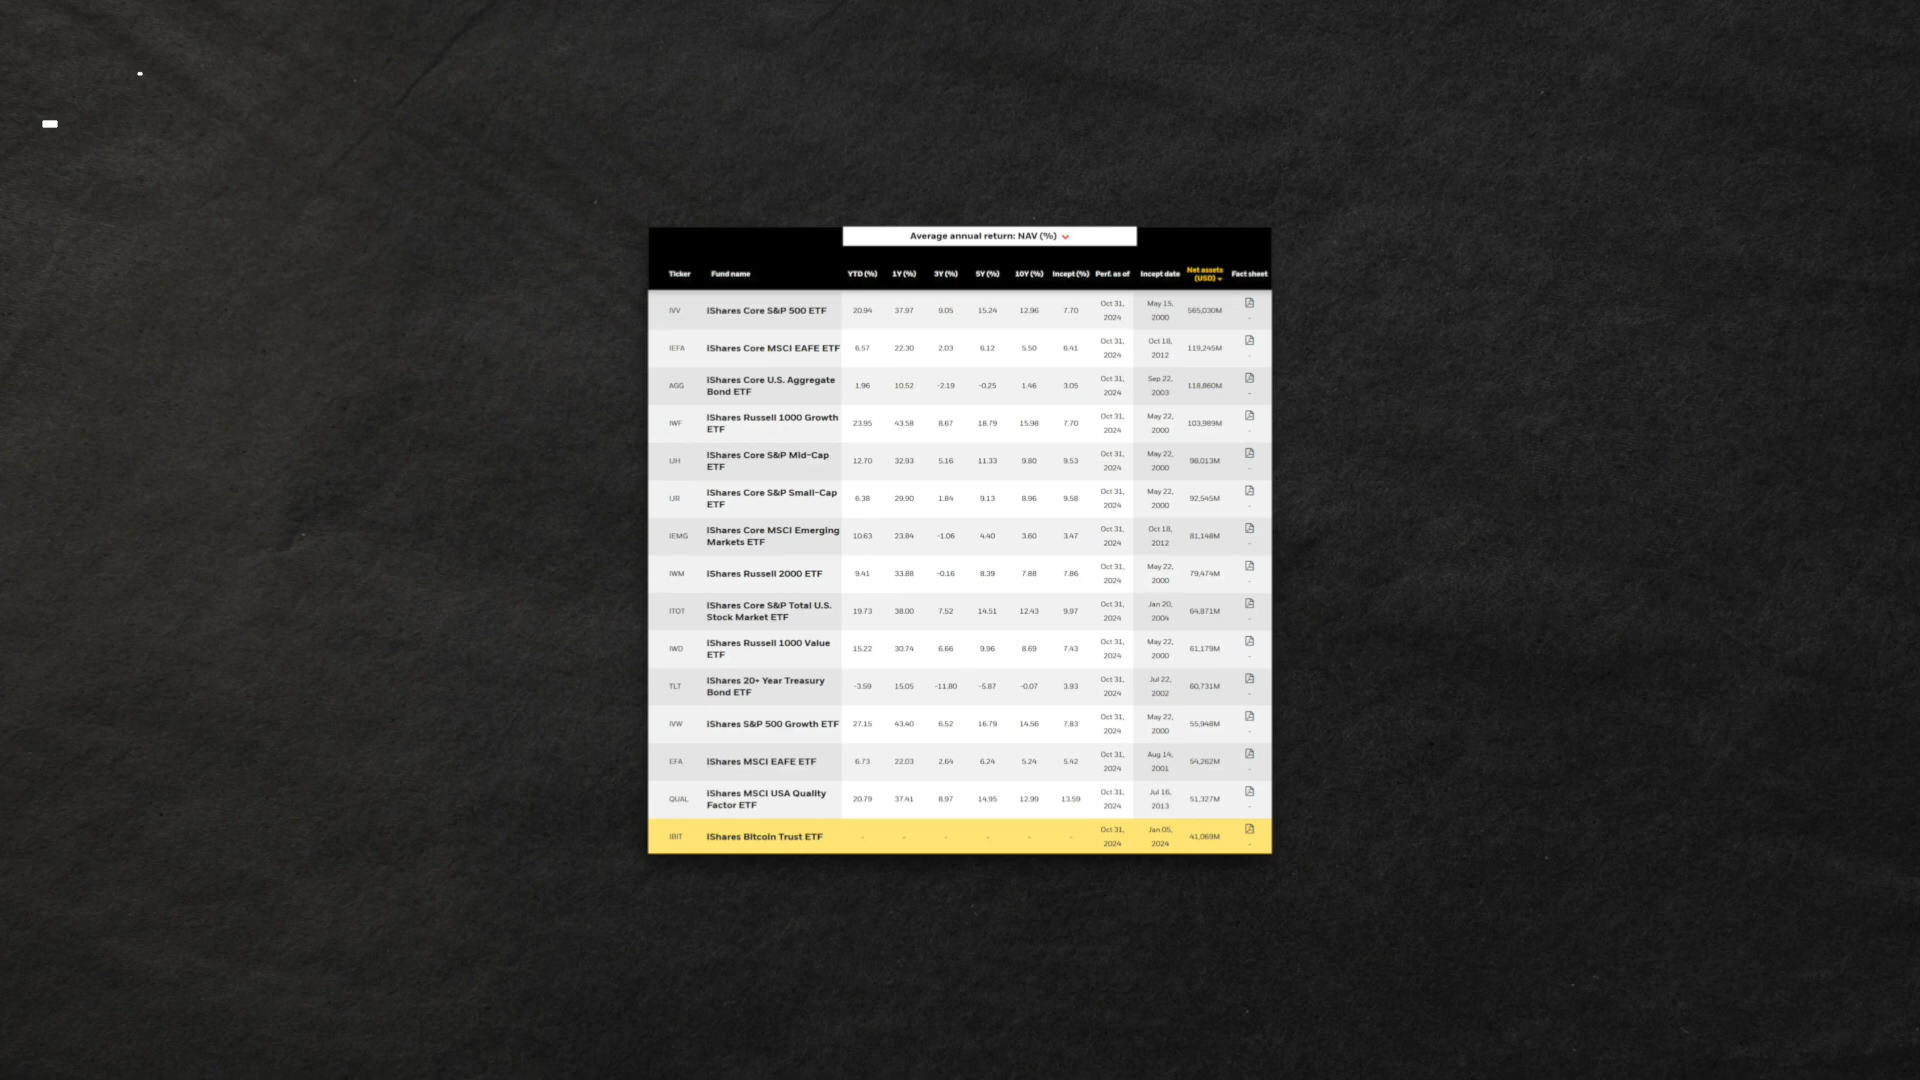 Average annual return: NAV (%)
Ticker Fund name YTD (%) 1Y (%) 3Y (%) 5Y (%) 10Y (%) Incept (%) Perf. as of Incept date Net assets (USD) Fact sheet
IVV iShares Core S&P 500 ETF 20.94 37.97 9.05 15.24 12.96 7.70 Oct 31, 2024 May 15, 2000 565,030M -
IEFA iShares Core MSCI EAFE ETF 6.57 22.30 2.03 6.12 5.50 6.41 Oct 31, 2024 Oct 18, 2012 119,245M -
AGG iShares Core U.S. Aggregate Bond ETF 1.96 10.52 -2.19 -0.25 1.46 3.05 Oct 31, 2024 Sep 22, 2003 118,860M -
IWF iShares Russell 1000 Growth ETF 23.95 43.58 8.67 18.79 15.98 7.70 Oct 31, 2024 May 22, 2000 103,989M -
IJH iShares Core S&P Mid-Cap ETF 12.70 32.93 5.16 11.33 9.80 9.53 Oct 31, 2024 May 22, 2000 98,013M -
IJR iShares Core S&P Small-Cap ETF 6.38 29.90 1.84 9.13 8.96 9.58 Oct 31, 2024 May 22, 2000 92,545M -
IEMG iShares Core MSCI Emerging Markets ETF 10.63 23.84 -1.06 4.40 3.60 3.47 Oct 31, 2024 Oct 18, 2012 81,148M -
IWM iShares Russell 2000 ETF 9.41 33.88 -0.16 8.39 7.88 7.86 Oct 31, 2024 May 22, 2000 79,474M -
ITOT iShares Core S&P Total U.S. Stock Market ETF 19.73 38.00 7.52 14.51 12.43 9.97 Oct 31, 2024 Jan 20, 2004 64,871M -
IWD iShares Russell 1000 Value ETF 15.22 30.74 6.66 9.96 8.69 7.43 Oct 31, 2024 May 22, 2000 61,179M -
TLT iShares 20+ Year Treasury Bond ETF -3.59 15.05 -11.80 -5.87 -0.07 3.93 Oct 31, 2024 Jul 22, 2002 60,731M -
IVW iShares S&P 500 Growth ETF 27.15 43.40 6.52 16.79 14.56 7.83 Oct 31, 2024 May 22, 2000 55,948M -
EFA iShares MSCI EAFE ETF 6.73 22.03 2.64 6.24 5.24 5.42 Oct 31, 2024 Aug 14, 2001 54,262M -
QUAL iShares MSCI USA Quality Factor ETF 20.79 37.41 8.97 14.95 12.99 13.59 Oct 31, 2024 Jul 16, 2013 51,327M -
IBIT iShares Bitcoin Trust ETF - - - - - - Oct 31, 2024 Jan 05, 2024 41,069M -